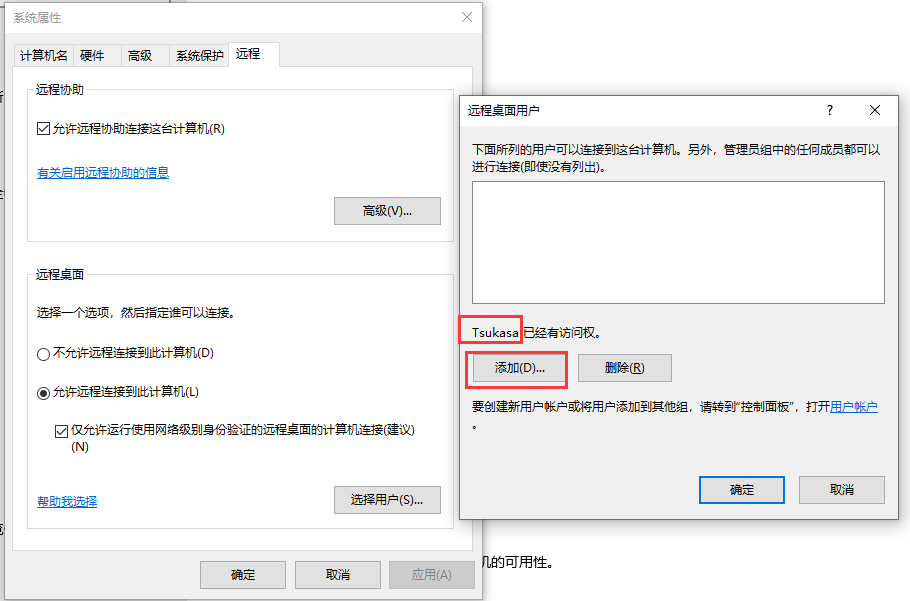 系统属性
计算机名
硬件
高级
系统保护
远程
远程协助
允许远程协助连接这台计算机(R)
有关启用远程协助的信息
高级(V)...
远程桌面
选择一个选项，然后指定谁可以连接。
不允许远程连接到此计算机(D)
允许远程连接到此计算机(L)
仅允许运行使用网络级别身份验证的远程桌面的计算机连接(建议)
(N)
帮助我选择
选择用户(S)...
确定
取消
应用(A)
远程桌面用户
?
下面所列的用户可以连接到这台计算机。另外，管理员组中的任何成员都可以
进行连接(即使没有列出)。
Tsukasa 已经有访问权。
添加(D)...
删除(R)
要创建新用户帐户或将用户添加到其他组，请转到"控制面板"，打开用户帐户
。
确定
取消
机的可用性。